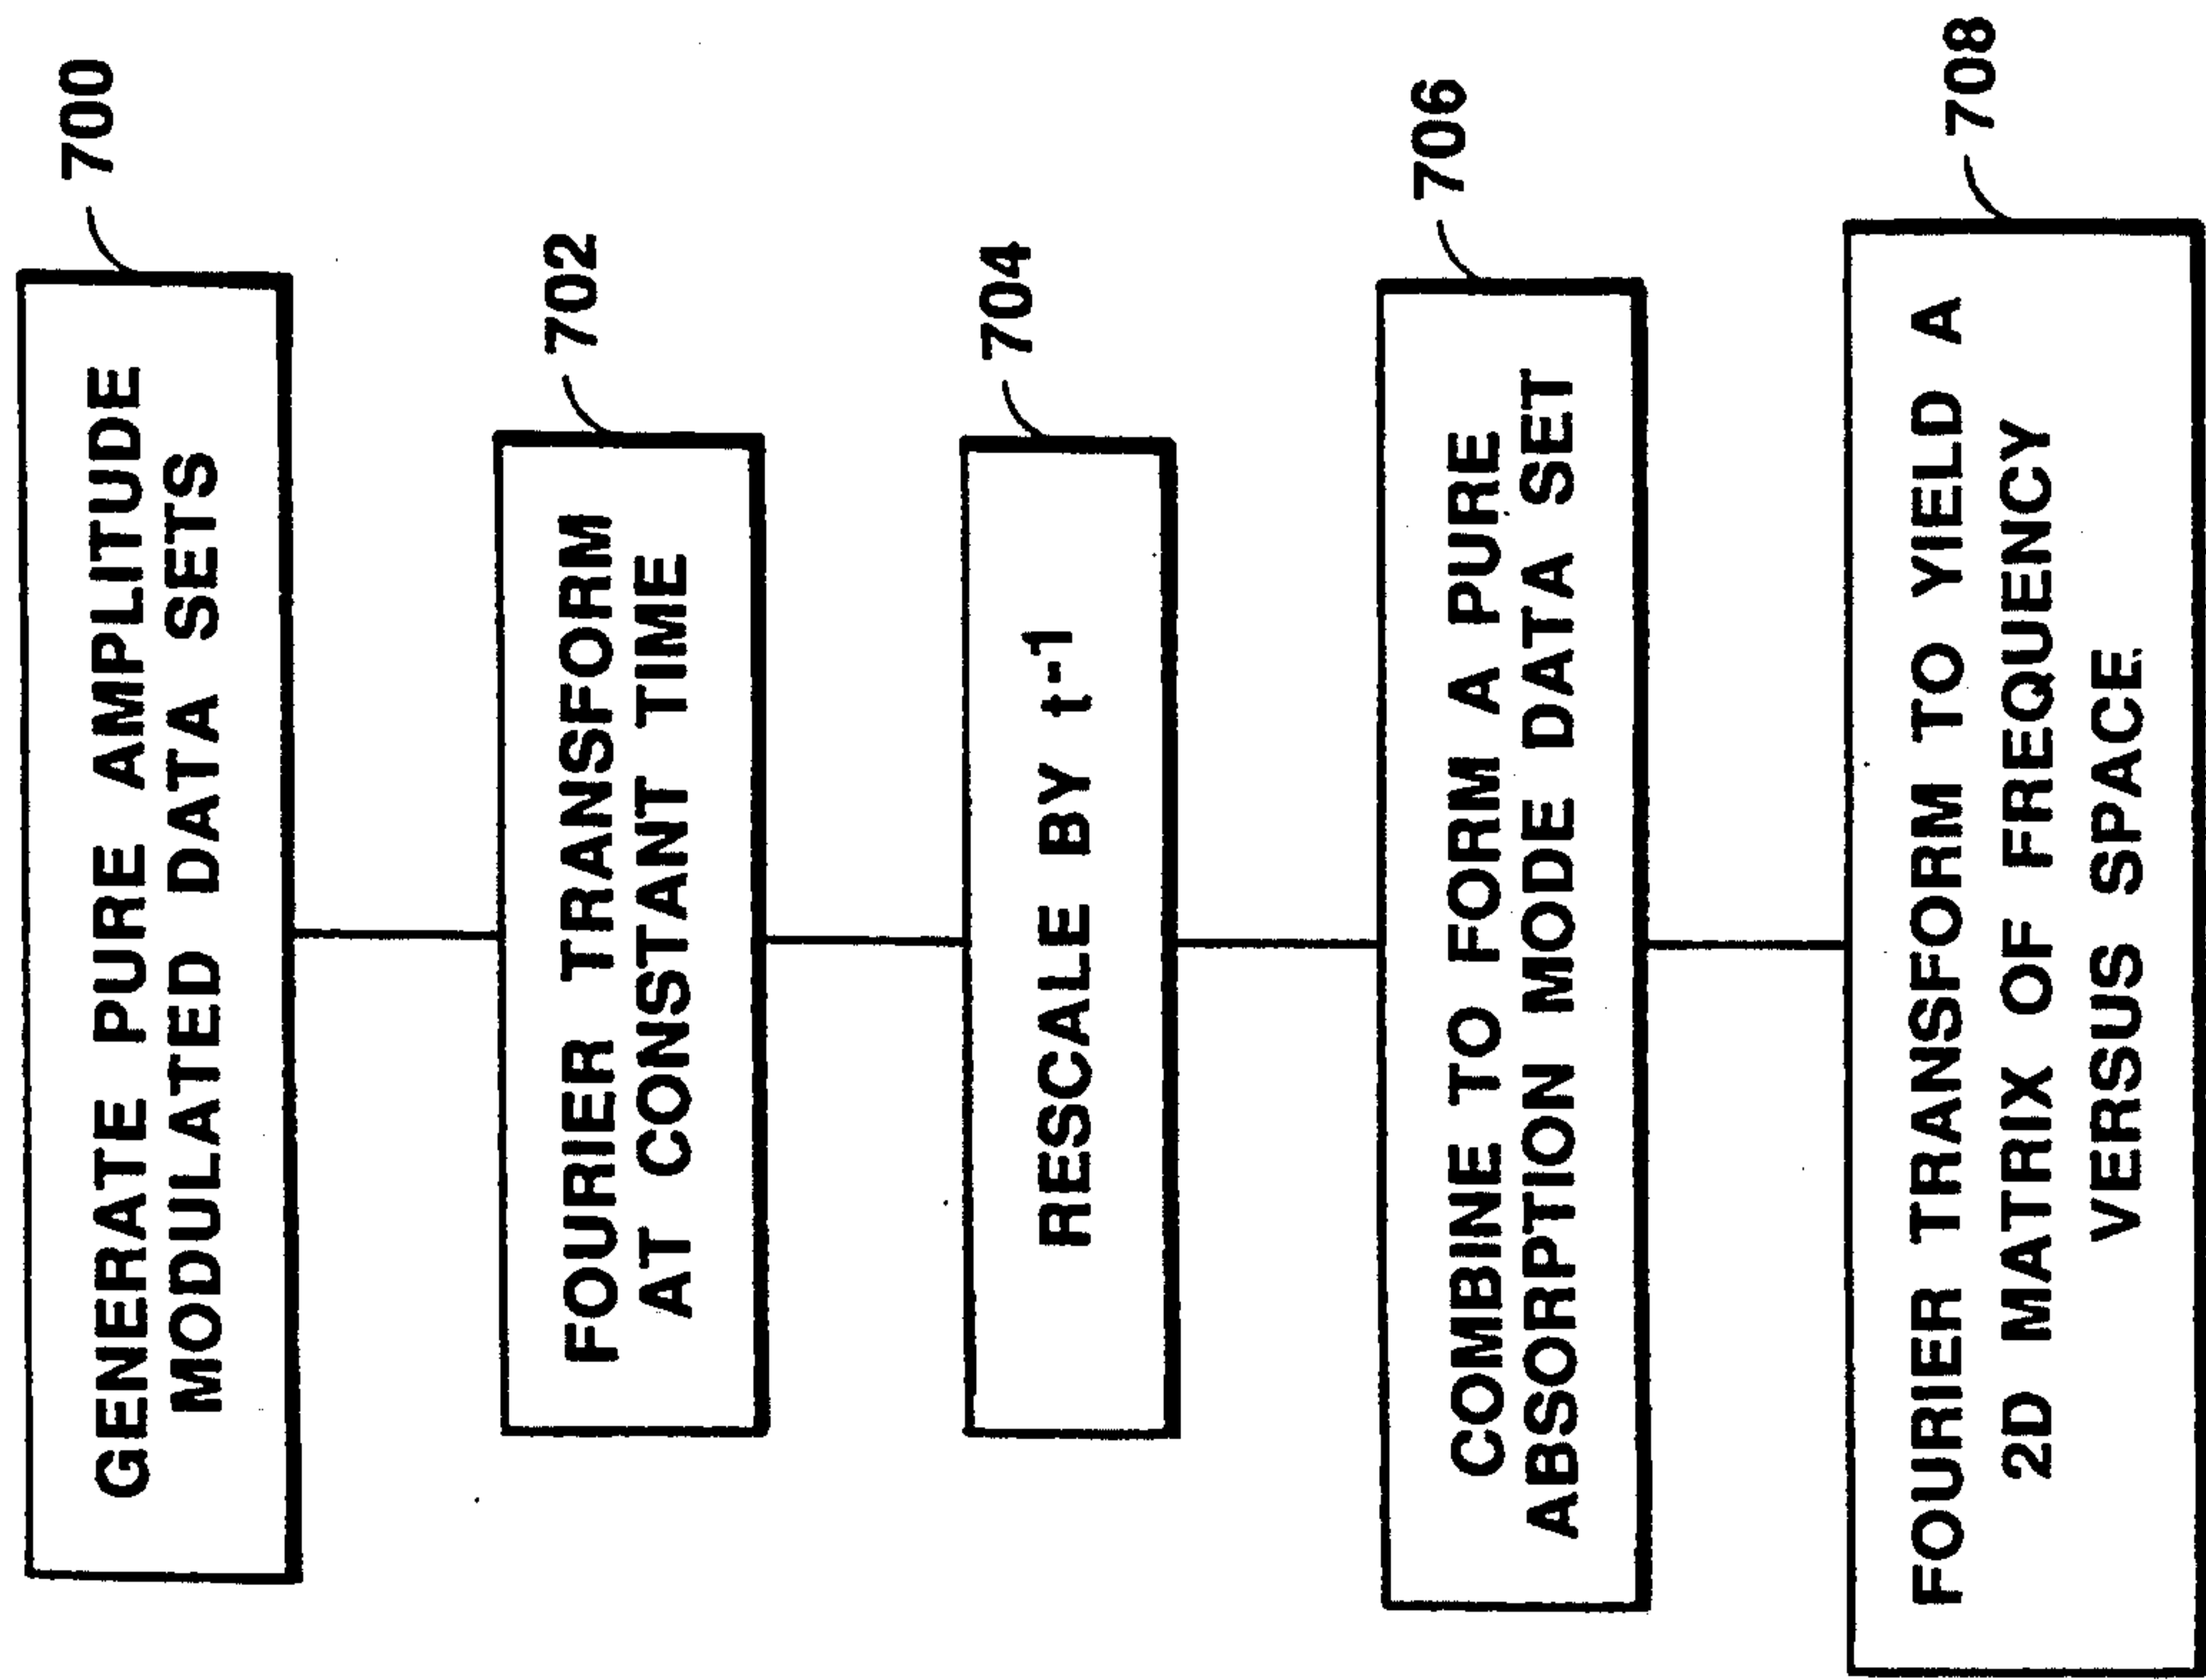 700
GENERATE PURE AMPLITUDE
MODULATED DATA SETS
702
FOURIER TRANSFORM
AT CONSTANT TIME
704
RESCALE BY t-1
706
COMBINE TO FORM A PURE
ABSORPTION MODE DATA SET
708
FOURIER TRANSFORM TO YIELD A
2D MATRIX OF FREQUENCY
VERSUS SPACE